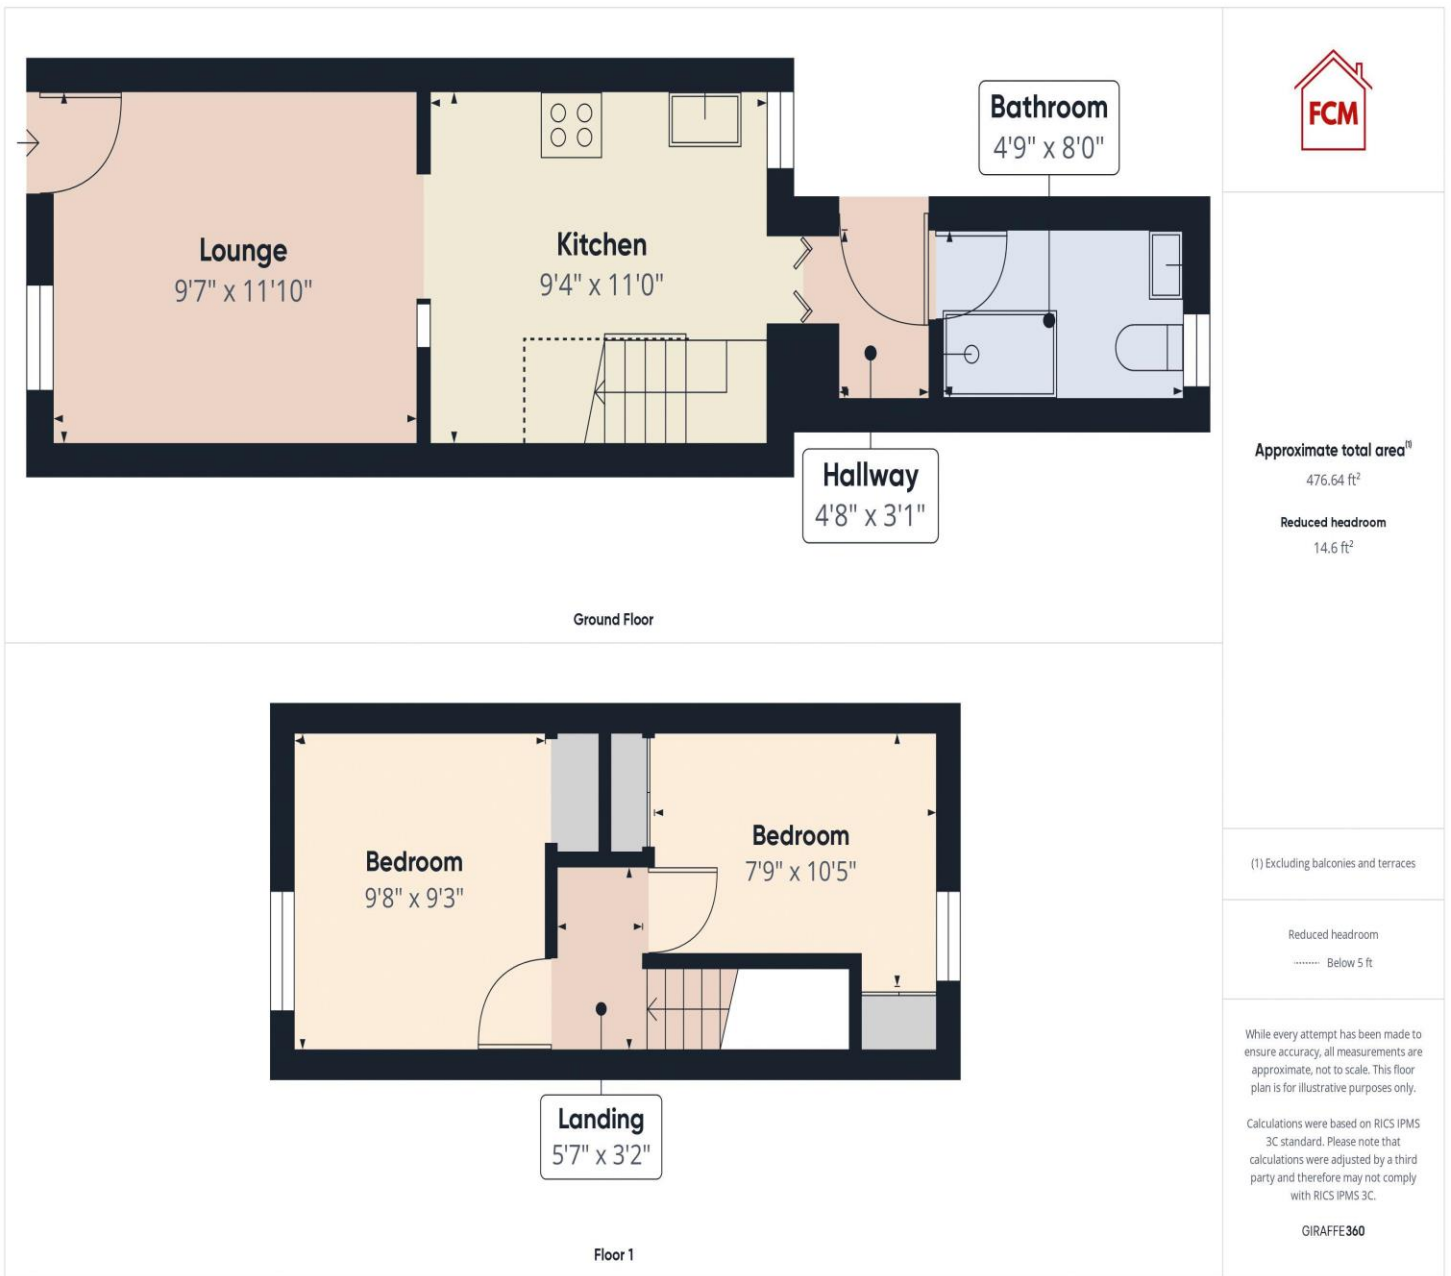 Lounge
9'7" x 11'10"
Kitchen
9'4" x 11'0"
Bathroom
4'9" x 8'0"
Hallway
4'8" x 3'1"
Ground Floor
Bedroom
9'8" x 9'3"
Bedroom
7'9" x 10'5"
Landing
5'7" x 3'2"
Floor 1
FCM
Approximate total area(1)
476.64 ft²
Reduced headroom
14.6 ft²
(1) Excluding balconies and terraces
Reduced headroom
Below 5 ft
While every attempt has been made to
ensure accuracy, all measurements are
approximate, not to scale. This floor
plan is for illustrative purposes only.
Calculations were based on RICS IPMS
3C standard. Please note that
calculations were adjusted by a third
party and therefore may not comply
with RICS IPMS 3C.
GIRAFFE360